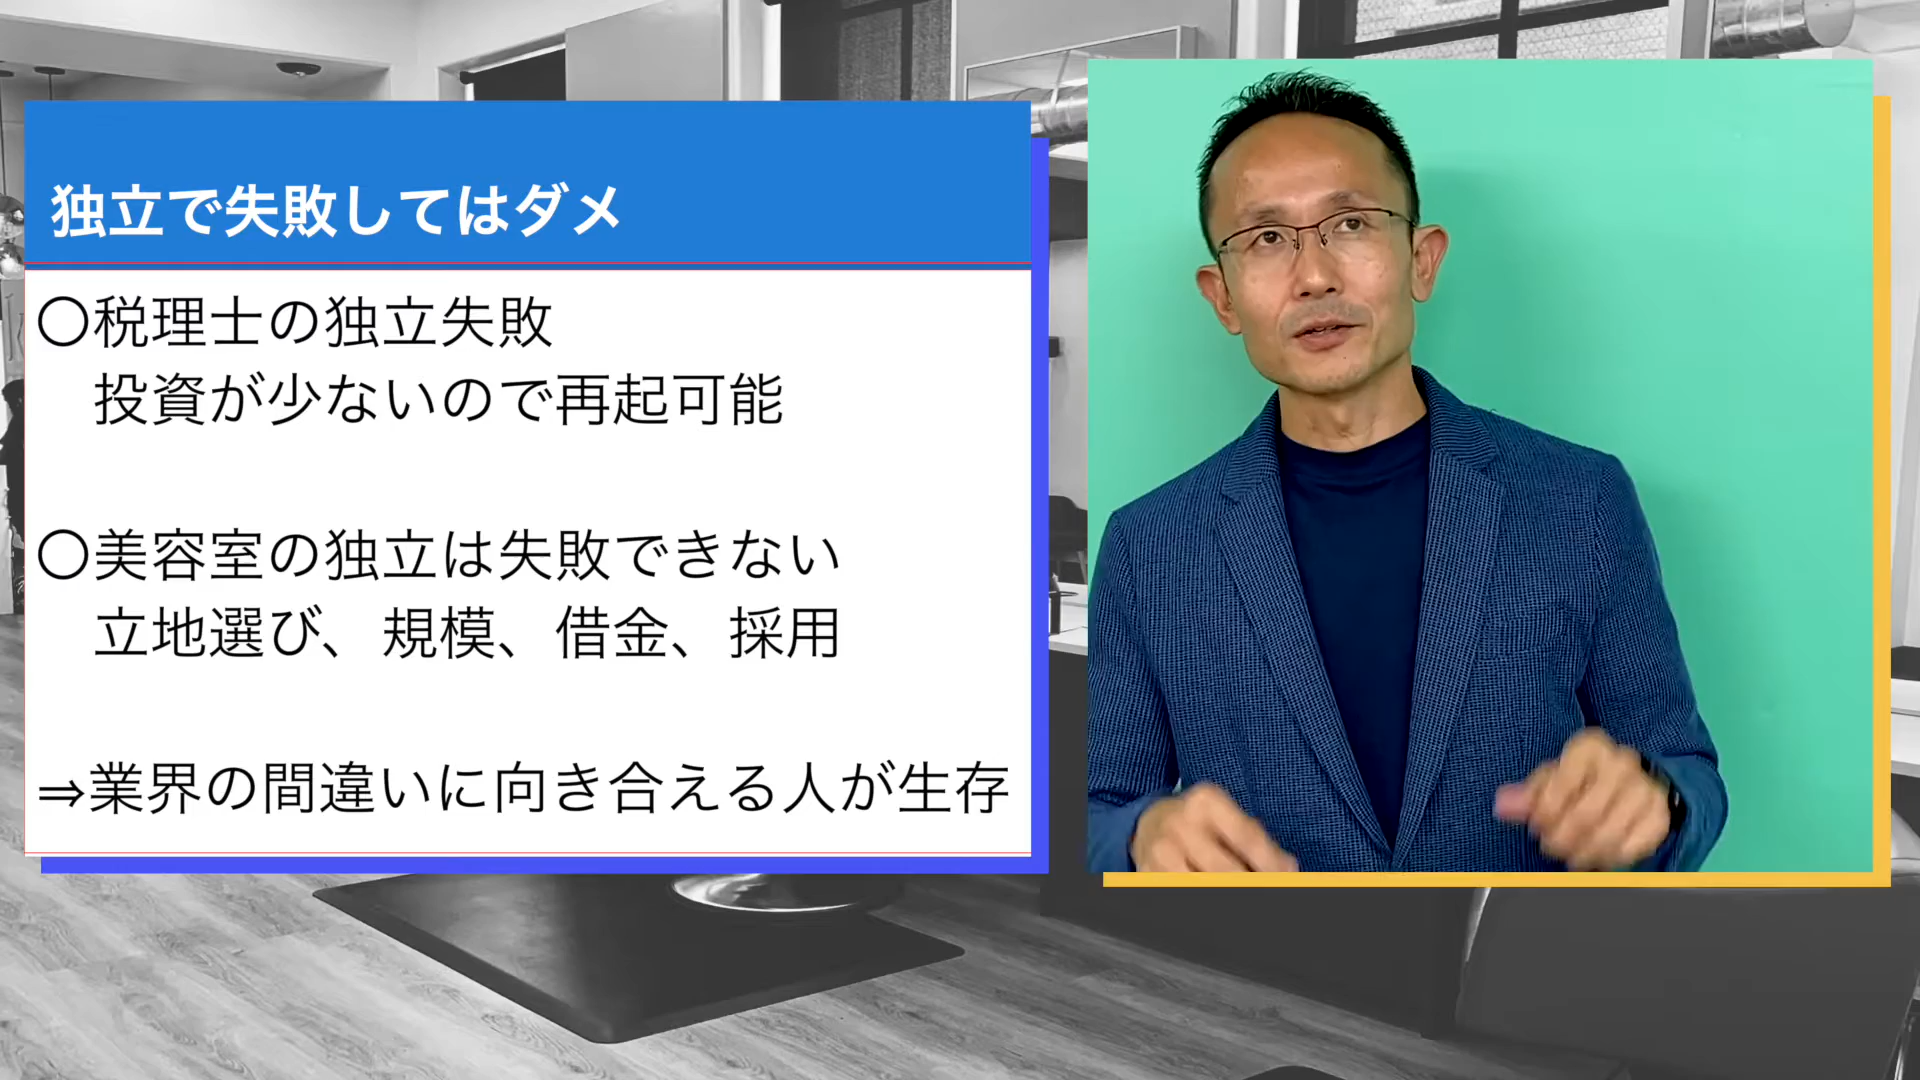 独立で失敗してはダメ
〇税理士の独立失敗
投資が少ないので再起可能
〇美容室の独立は失敗できない
立地選び、規模、借金、採用
⇒業界の間違いに向き合える人が生存